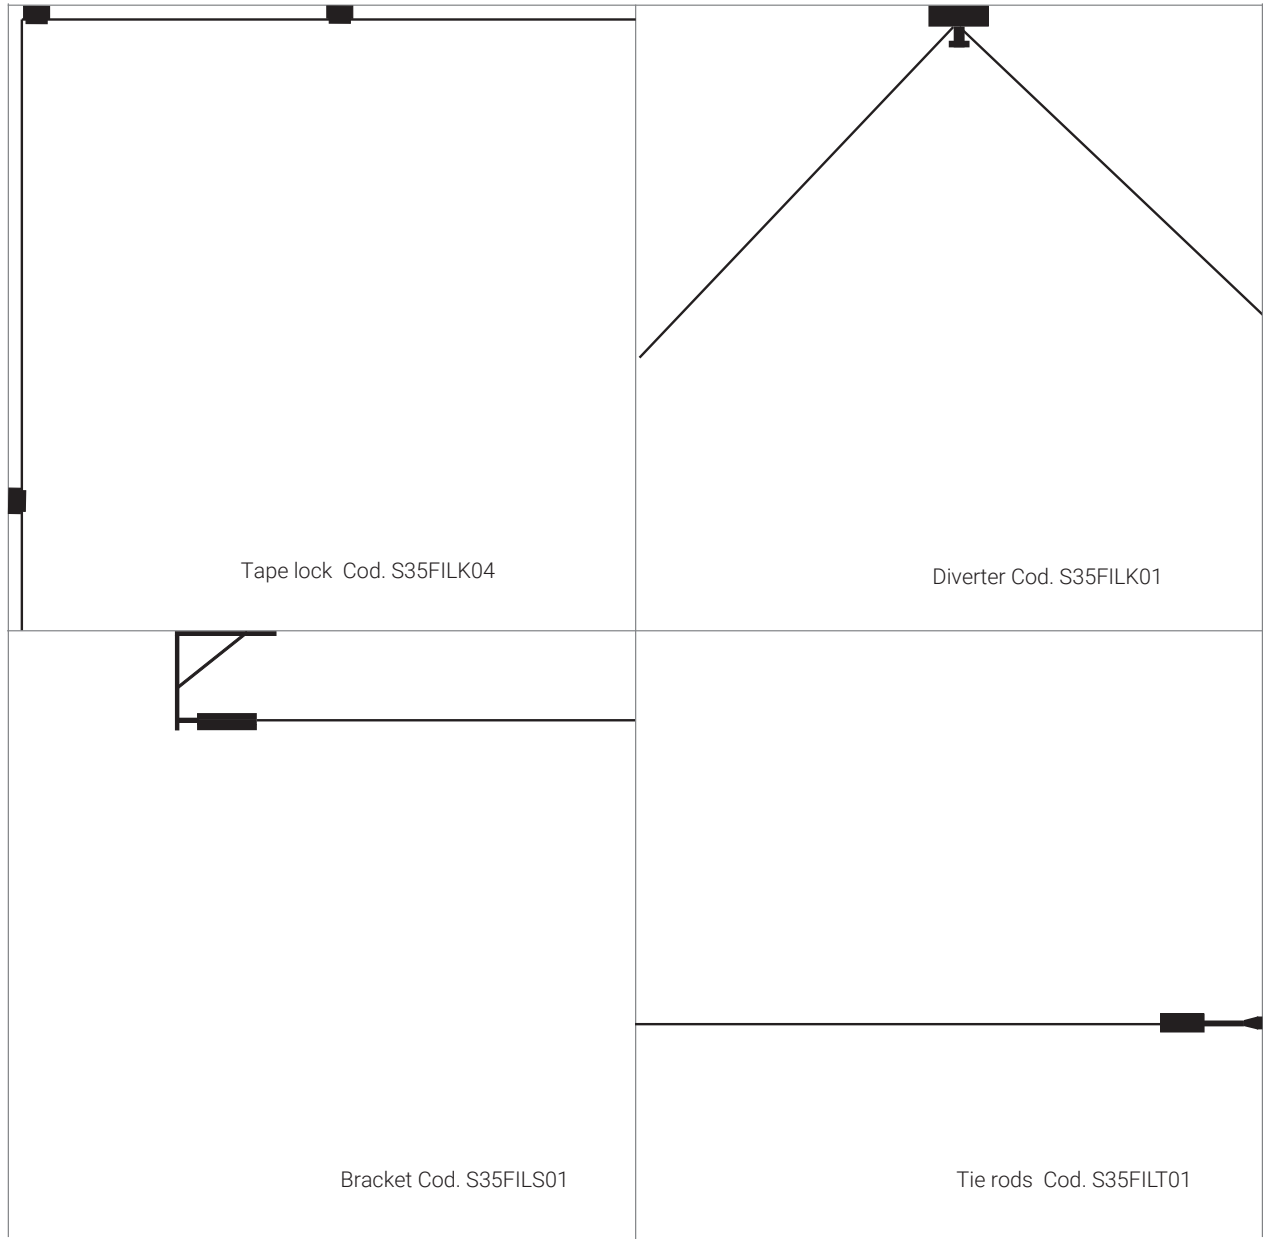 Tape lock  Cod. S35FILK04
Diverter Cod. S35FILK01
Bracket Cod. S35FILS01
Tie rods  Cod. S35FILT01